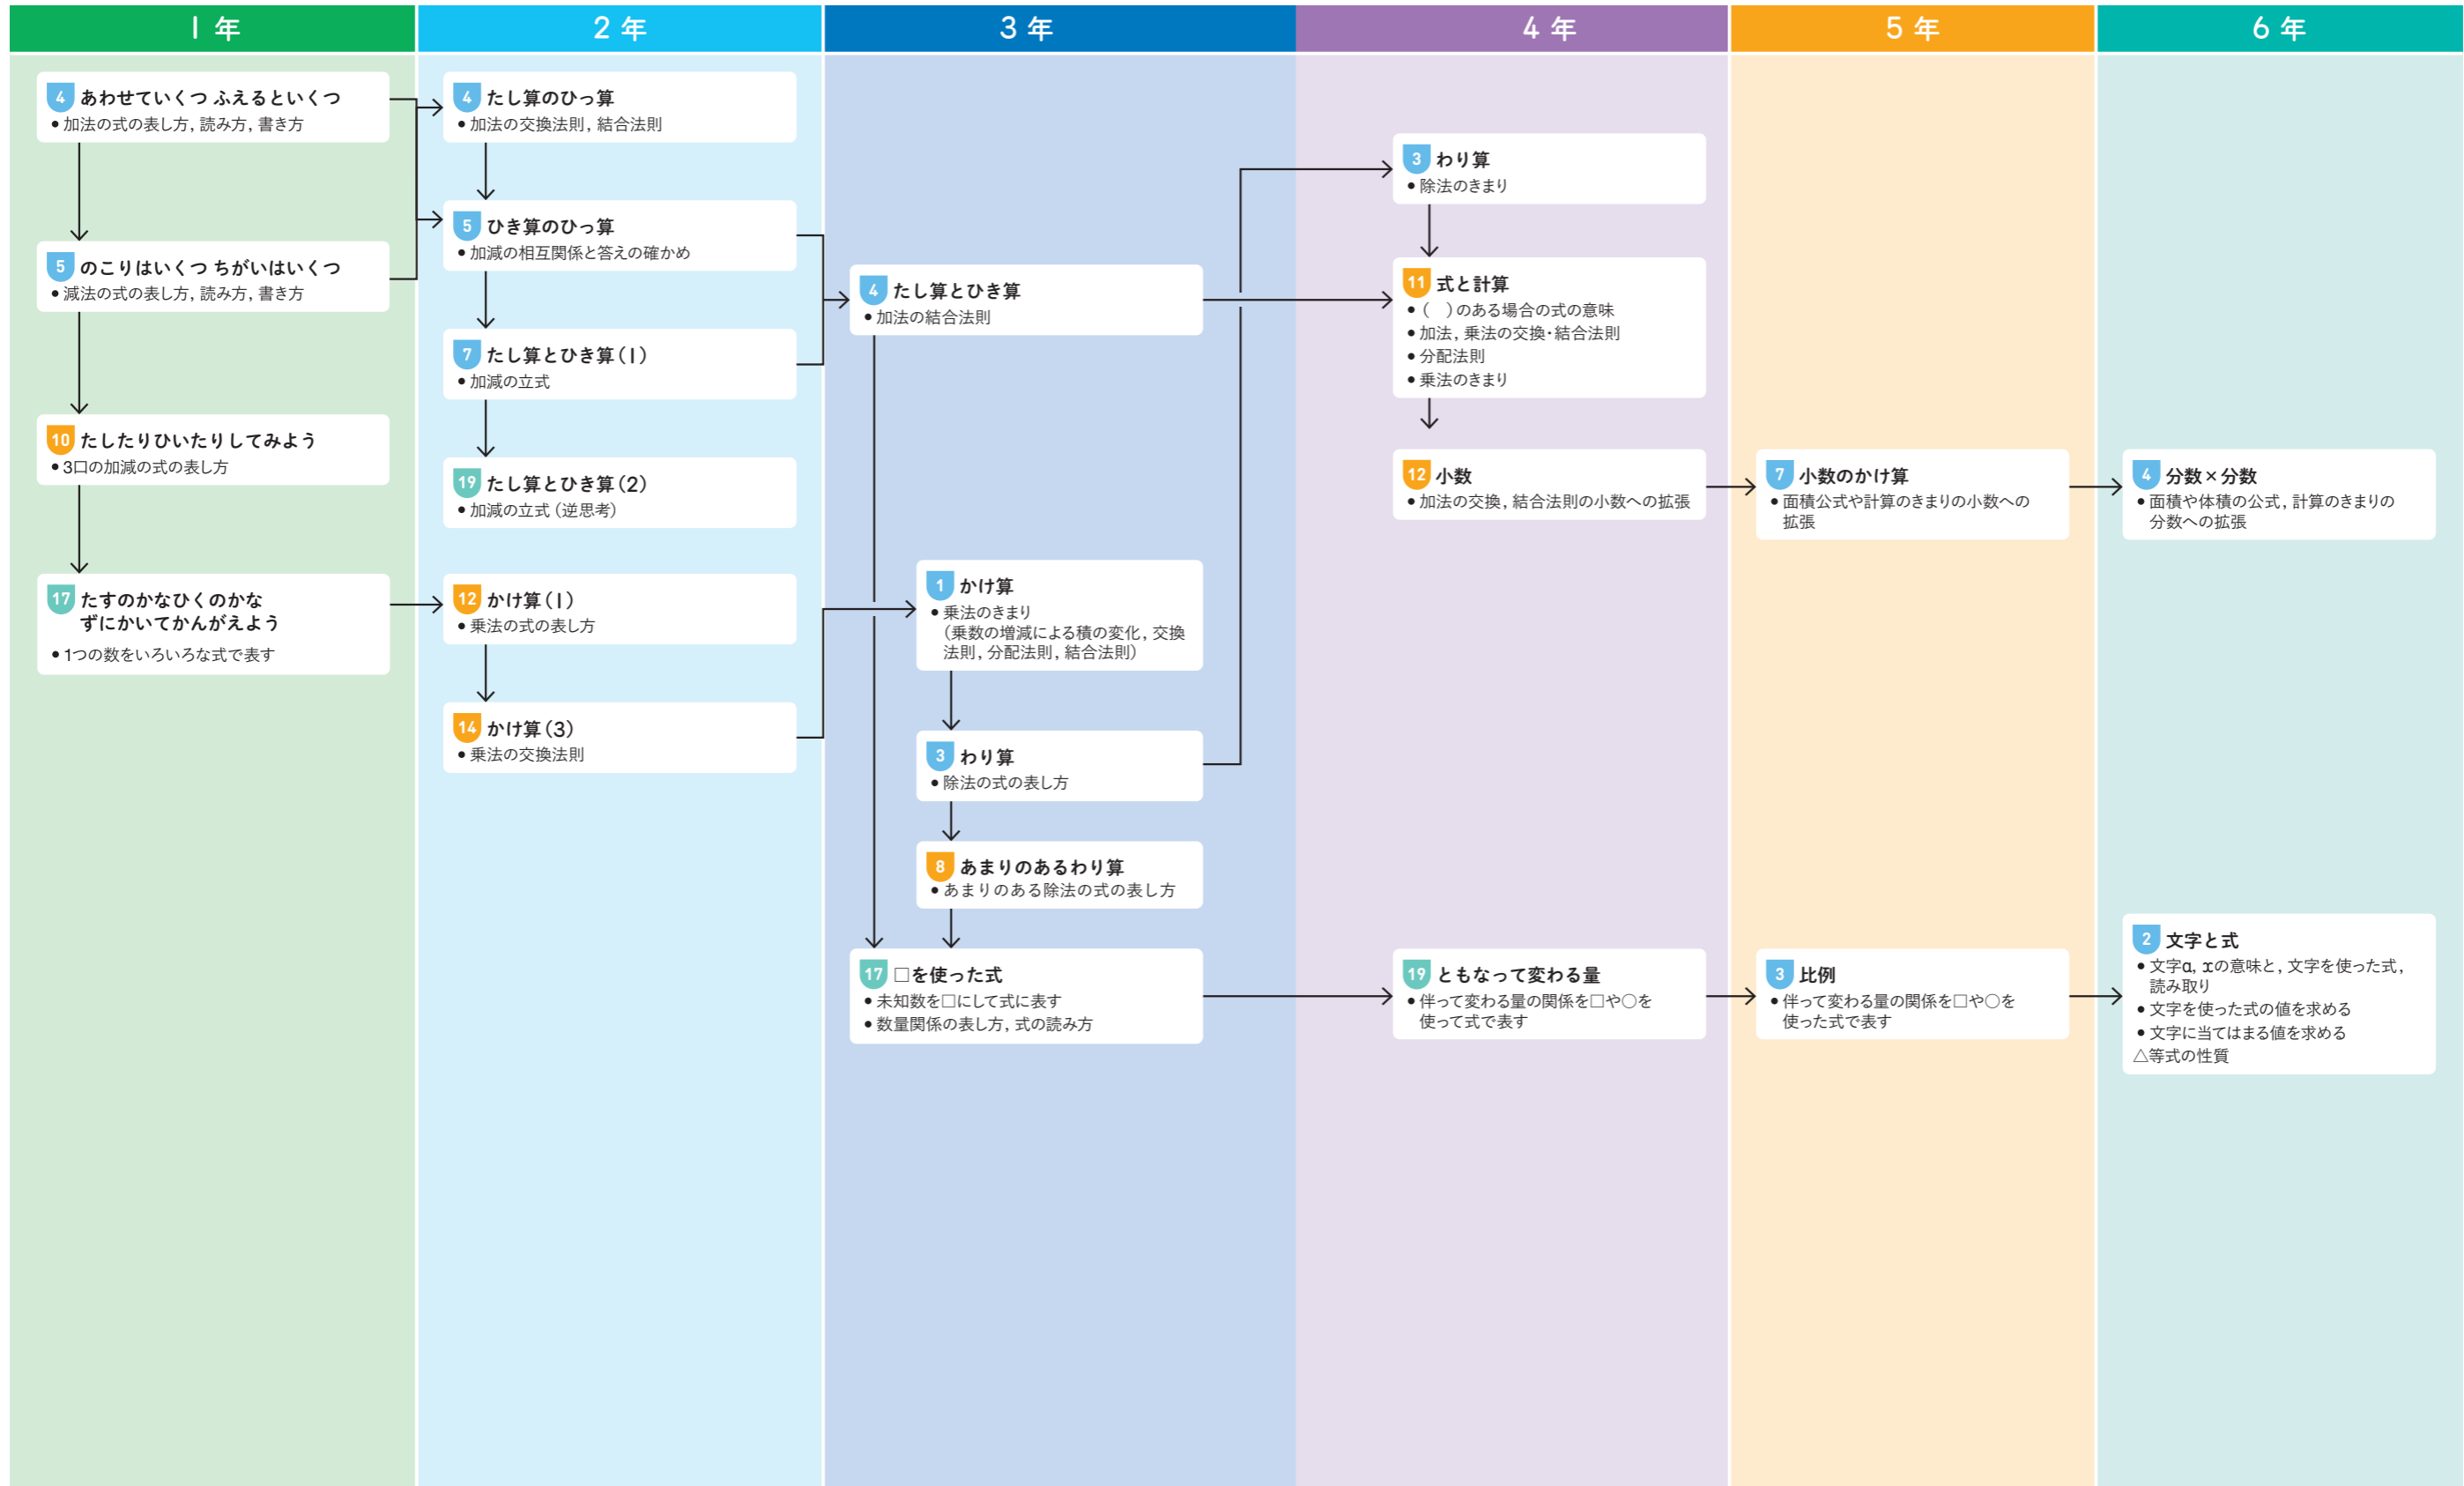 1 年
2 年
3 年
4 年
5 年
6 年
4 あわせていくつ ふえるといくつ
• 加法の式の表し方, 読み方, 書き方
5 のこりはいくつ ちがいはいくつ
• 減法の式の表し方, 読み方, 書き方
10 たしたりひいたりしてみよう
• 3口の加減の式の表し方
17 たすのかなひくのかな
ずにかいてかんがえよう
• 1つの数をいろいろな式で表す
4 たし算のひっ算
• 加法の交換法則, 結合法則
5 ひき算のひっ算
• 加減の相互関係と答えの確かめ
7 たし算とひき算(1)
• 加減の立式
19 たし算とひき算(2)
• 加減の立式(逆思考)
12 かけ算(1)
• 乗法の式の表し方
14 かけ算(3)
• 乗法の交換法則
4 たし算とひき算
• 加法の結合法則
1 かけ算
• 乗法のきまり
(乗数の増減による積の変化, 交換
法則, 分配法則, 結合法則)
3 わり算
• 除法の式の表し方
8 あまりのあるわり算
• あまりのある除法の式の表し方
17 □を使った式
• 未知数を□にして式に表す
• 数量関係の表し方, 式の読み方
3 わり算
• 除法のきまり
11 式と計算
• ( )のある場合の式の意味
• 加法, 乗法の交換・結合法則
• 分配法則
• 乗法のきまり
12 小数
• 加法の交換, 結合法則の小数への拡張
19 ともなって変わる量
• 伴って変わる量の関係を□や○を
使って式で表す
7 小数のかけ算
• 面積公式や計算のきまりの小数への
拡張
3 比例
• 伴って変わる量の関係を□や○を
使った式で表す
4 分数×分数
• 面積や体積の公式, 計算のきまりの
分数への拡張
2 文字と式
• 文字a, xの意味と, 文字を使った式,
読み取り
• 文字を使った式の値を求める
• 文字に当てはまる値を求める
△等式の性質